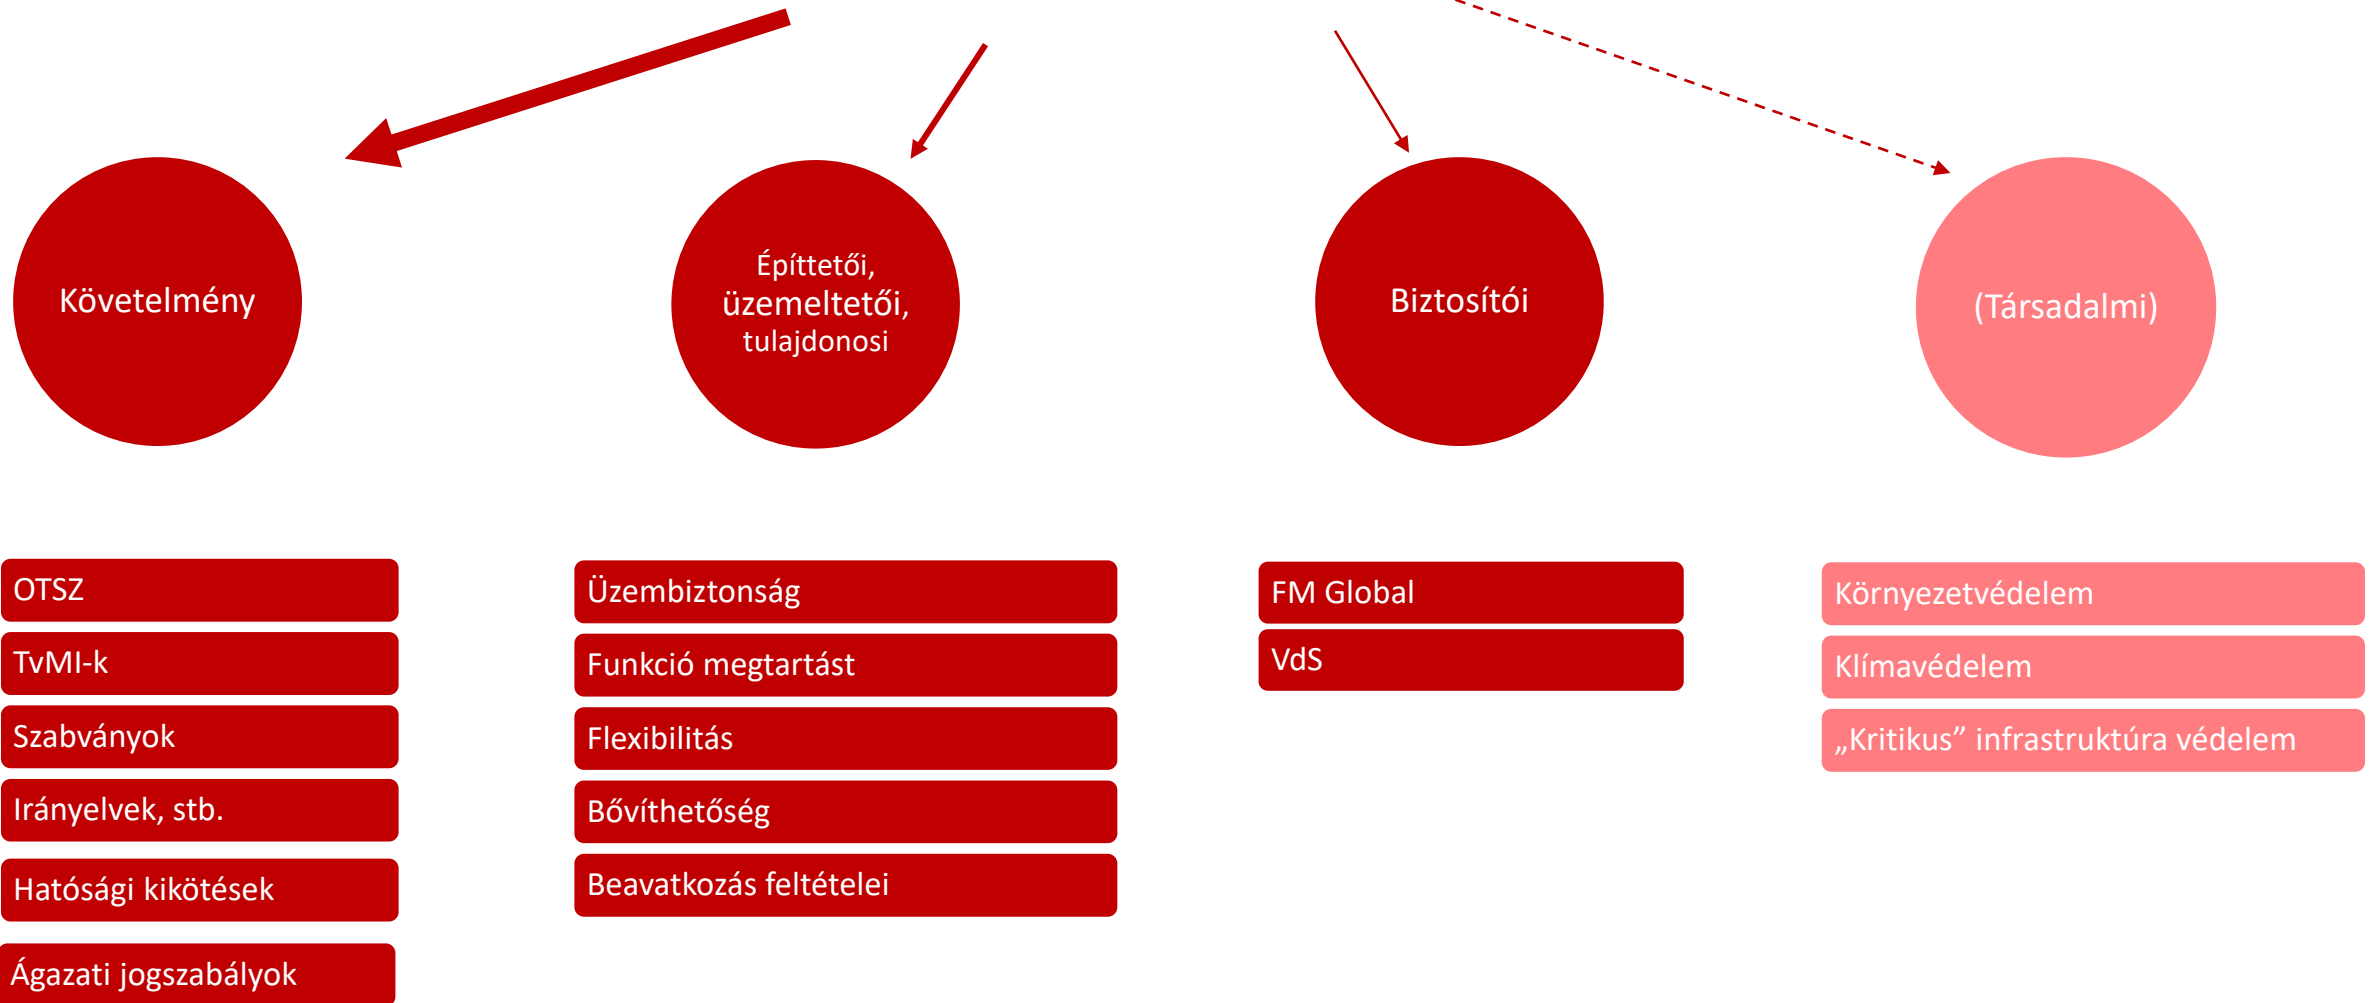 Követelmény
Építtetői,
üzemeltetői,
tulajdonosi
Biztosítói
(Társadalmi)
OTSZ
TvMI-k
Szabványok
Irányelvek, stb.
Hatósági kikötések
Ágazati jogszabályok
Üzembiztonság
Funkció megtartást
Flexibilitás
Bővíthetőség
Beavatkozás feltételei
FM Global
VdS
Környezetvédelem
Klímavédelem
„Kritikus” infrastruktúra védelem